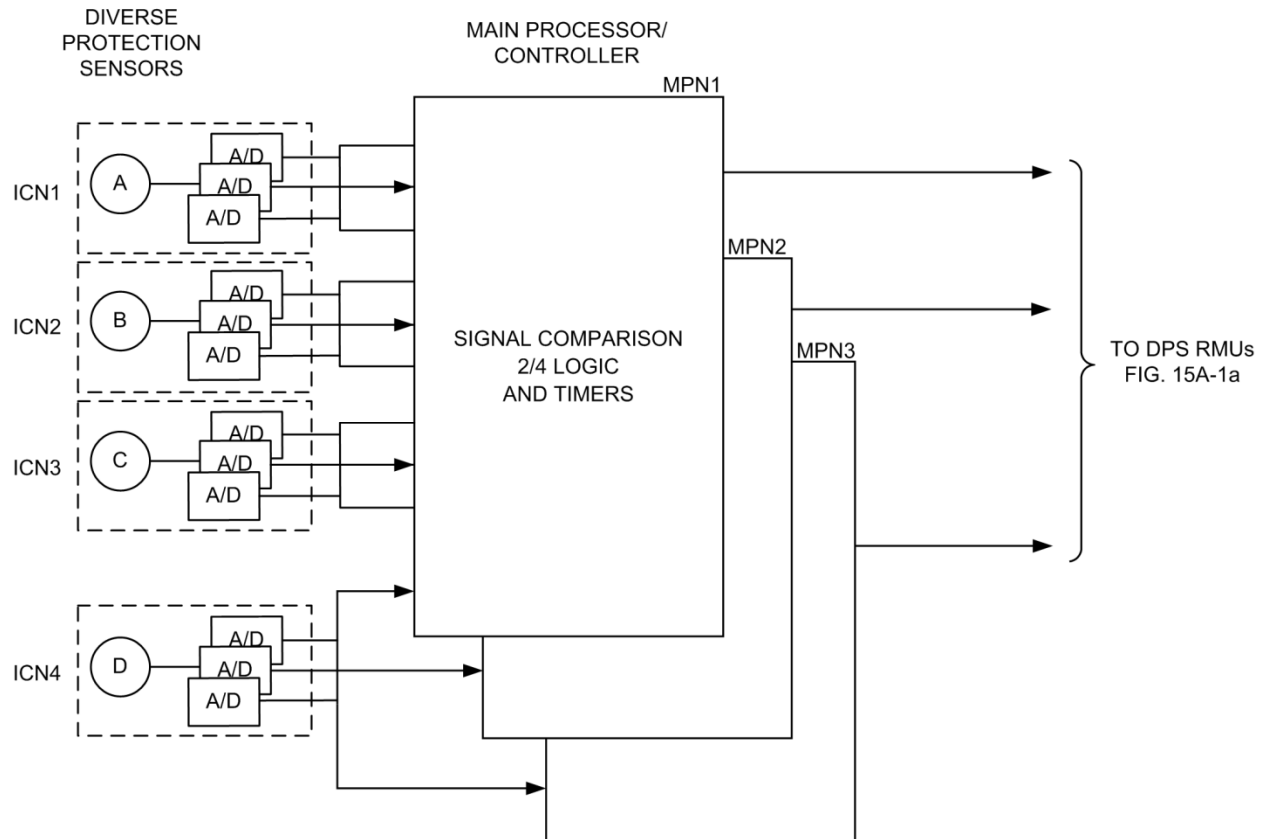 DIVERSE
PROTECTION
SENSORS
MAIN PROCESSOR/
CONTROLLER
MPN1
ICN1
A
A/D
A/D
A/D
MPN2
ICN2
B
A/D
A/D
A/D
SIGNAL COMPARISON
2/4 LOGIC
AND TIMERS
MPN3
TO DPS RMUs
FIG. 15A-1a
ICN3
C
A/D
A/D
A/D
ICN4
D
A/D
A/D
A/D